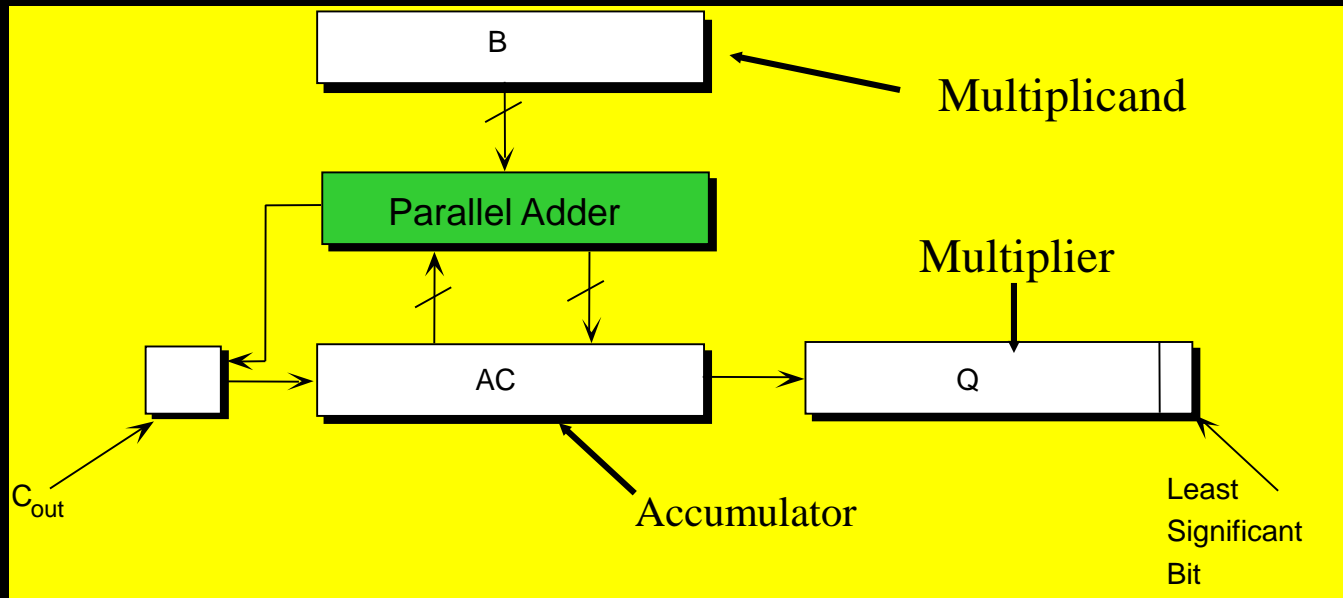 B
Multiplicand
Parallel Adder
Multiplier
AC
Q
Cout
Accumulator
Least
Significant
Bit